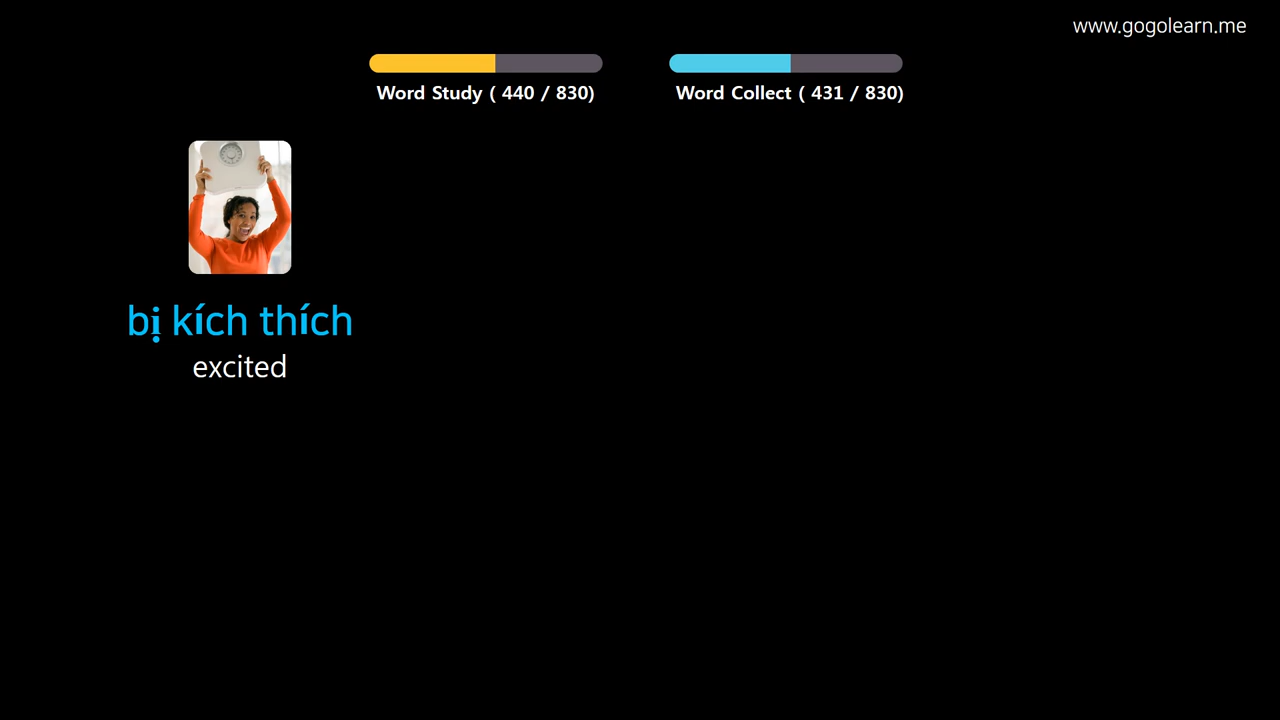 www.gogolearn.me
Word Study ( 440 / 830)
Word Collect ( 431 / 830)
bị kích thích
excited